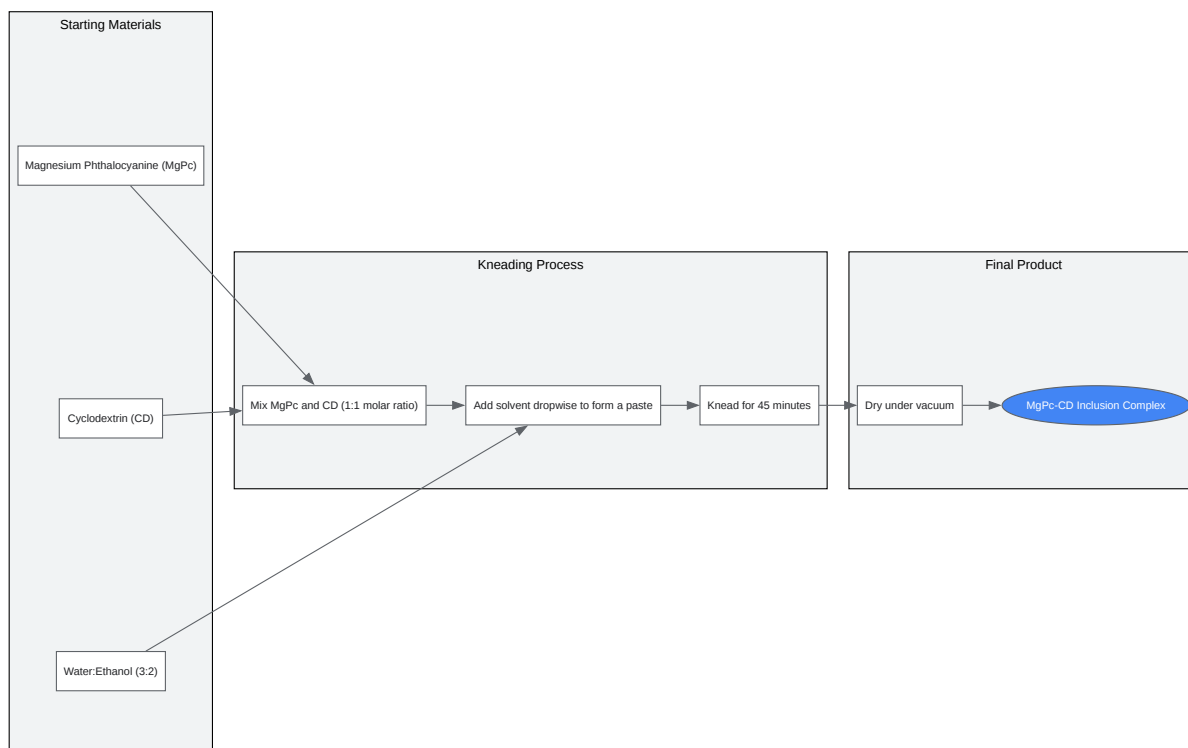 Starting Materials
Magnesium Phthalocyanine (MgPc)
Kneading Process
Final Product
Cyclodextrin (CD)
Mix MgPc and CD (1:1 molar ratio)
Add solvent dropwise to form a paste
Knead for 45 minutes
Dry under vacuum
MgPc-CD Inclusion Complex
Water:Ethanol (3:2)